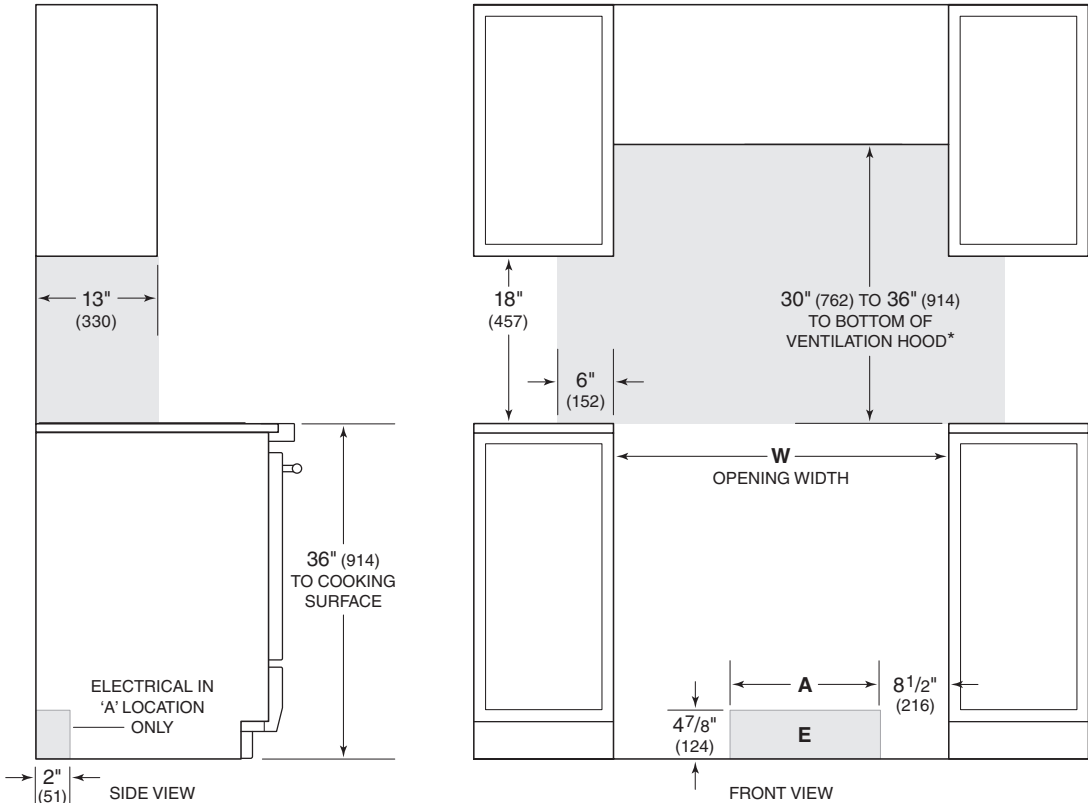 13"
(330)
18"
(457)
30" (762) TO 36" (914)
TO BOTTOM OF
VENTILATION HOOD*
6"
(152)
W
OPENING WIDTH
36" (914)
TO COOKING
SURFACE
ELECTRICAL IN
'A' LOCATION
ONLY
A
8 1/2"
(216)
4 7/8"
(124)
E
2"
(51)
SIDE VIEW
FRONT VIEW